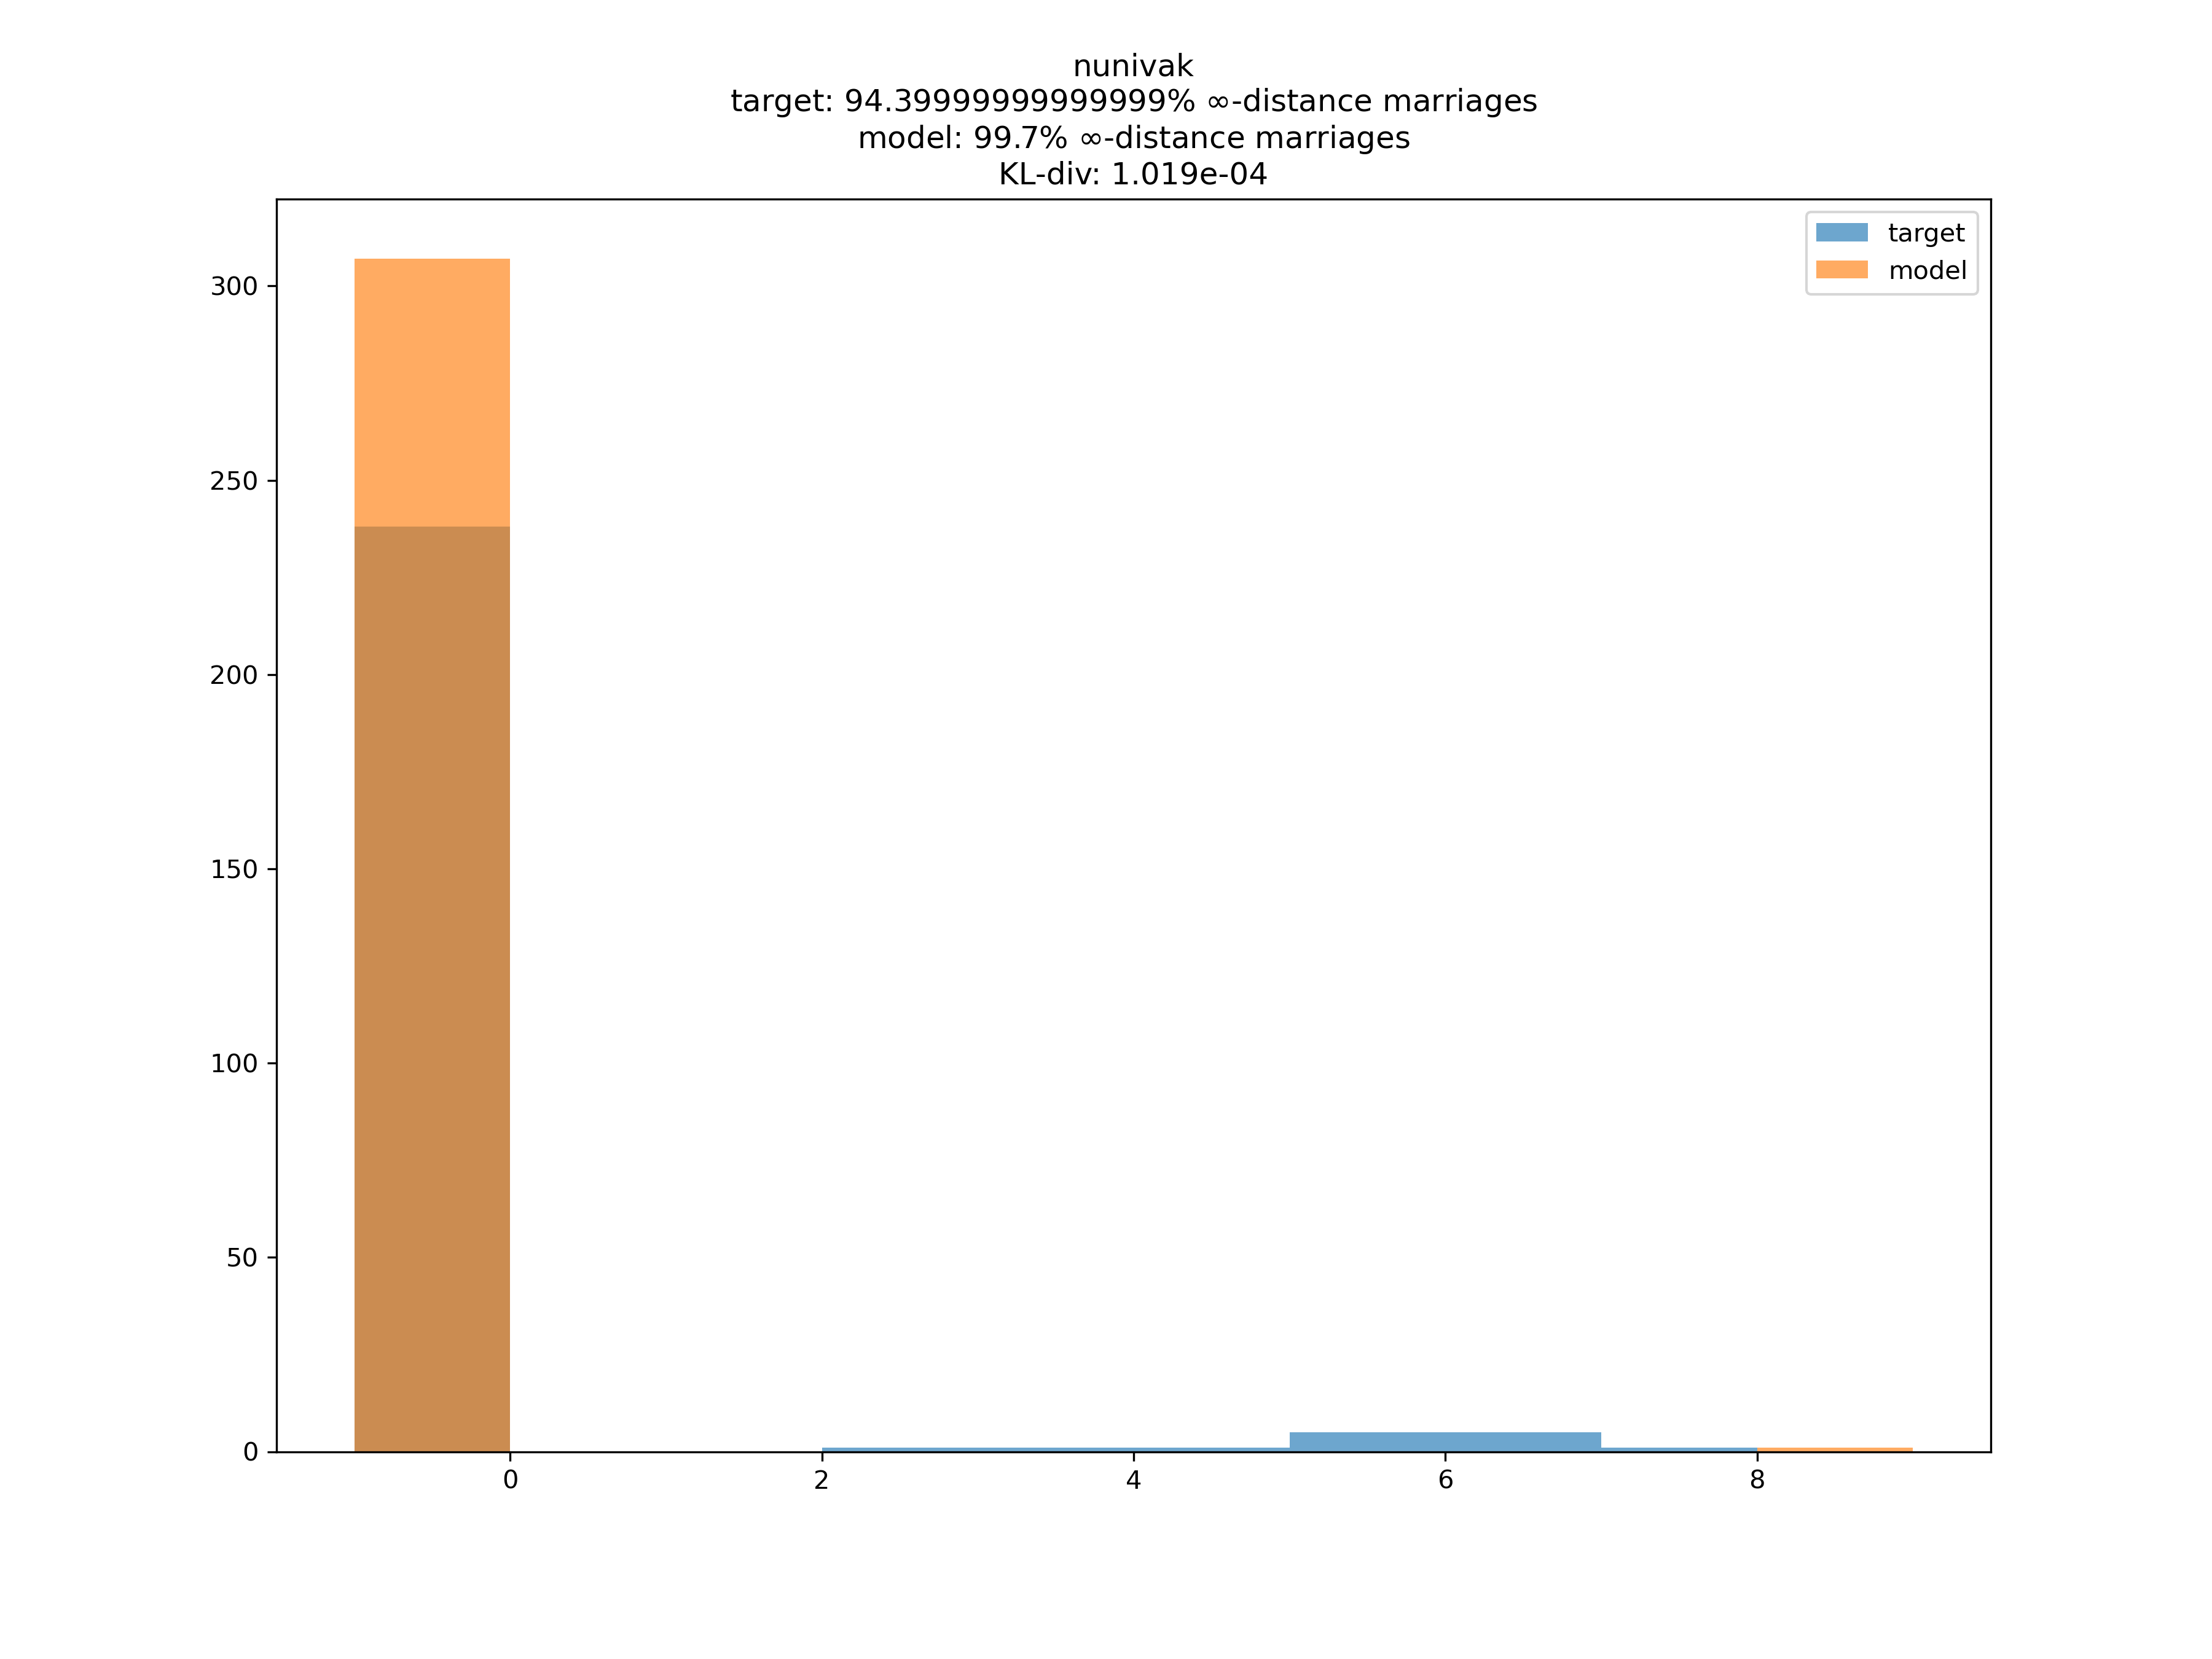 nunivak
target: 94.39999999999999% ∞-distance marriages
model: 99.7% ∞-distance marriages
KL-div: 1.019e-04
target
model
300
250
200
150
100
50
0
0 2 4 6 8